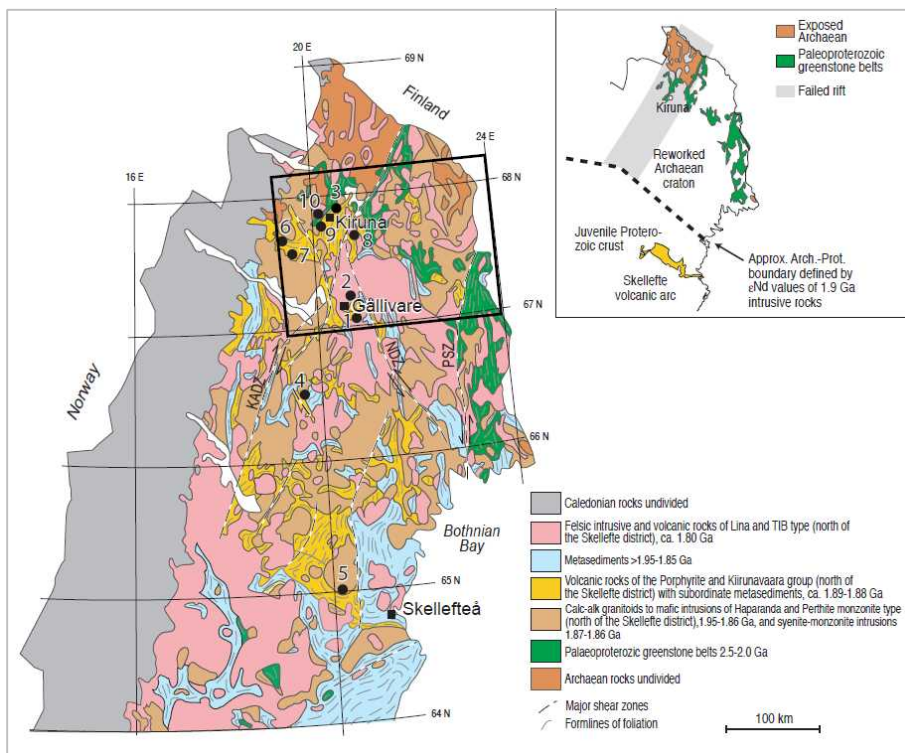 20 E
69 N
Finland
24 E
16 E
68 N
10
3
Kiruna
6
9
8
7
2
Gällivare
1
67 N
Norway
KADZ
NDZ
PSZ
4
66 N
Bothnian
Bay
5
65 N
Skellefteå
64 N
Exposed
Archaean
Paleoproterozoic
greenstone belts
Failed rift
Kiruna
Reworked
Archaean
craton
Juvenile Protero-
zoic crust
Skellefte
volcanic arc
Approx. Arch.-Prot.
boundary defined by
εNd values of 1.9 Ga
intrusive rocks
Caledonian rocks undivided
Felsic intrusive and volcanic rocks of Lina and TIB type (north of
the Skellefte district), ca. 1.80 Ga
Metasediments >1.95-1.85 Ga
Volcanic rocks of the Porphyrite and Kiirunavaara group (north of
the Skellefte district) with subordinate metasediments, ca. 1.89-1.88 Ga
Calc-alk granitoids to mafic intrusions of Haparanda and Perthite monzonite type
(north of the Skellefte district),1.95-1.86 Ga, and syenite-monzonite intrusions
1.87-1.86 Ga
Palaeoproterozic greenstone belts 2.5-2.0 Ga
Archaean rocks undivided
Major shear zones
Formlines of foliation
100 km